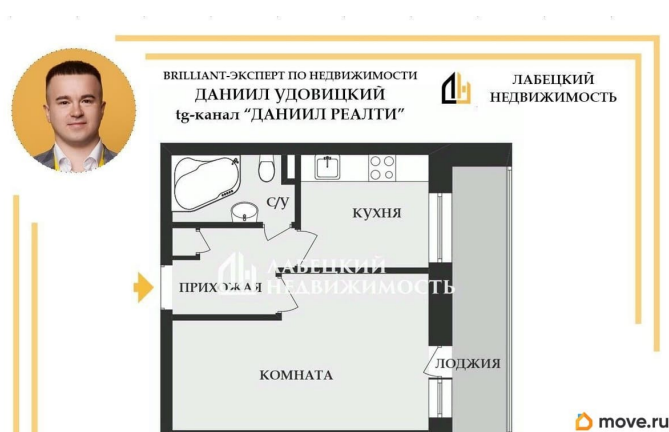 BRILLIANT-ЭКСПЕРТ ПО НЕДВИЖИМОСТИ
ДАНИИЛ УДОВИЦКИЙ
tg-канал “ДАНИИЛ РЕАЛТИ”
ЛАБЕЦКИЙ
НЕДВИЖИМОСТЬ
С/У
КУХНЯ
ЛАБЕЦКИЙ
НЕДВИЖИМОСТЬ
ПРИХОЖАЯ
ЛОДЖИЯ
КОМНАТА
move.ru